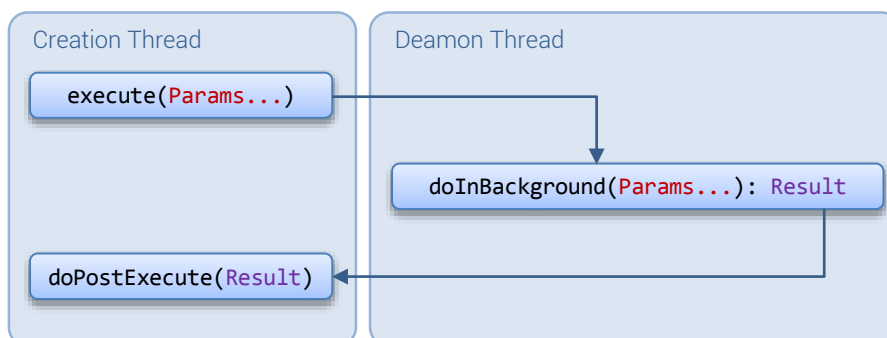 Creation Thread
Deamon Thread
execute(Params...)
doInBackground(Params...): Result
doPostExecute(Result)